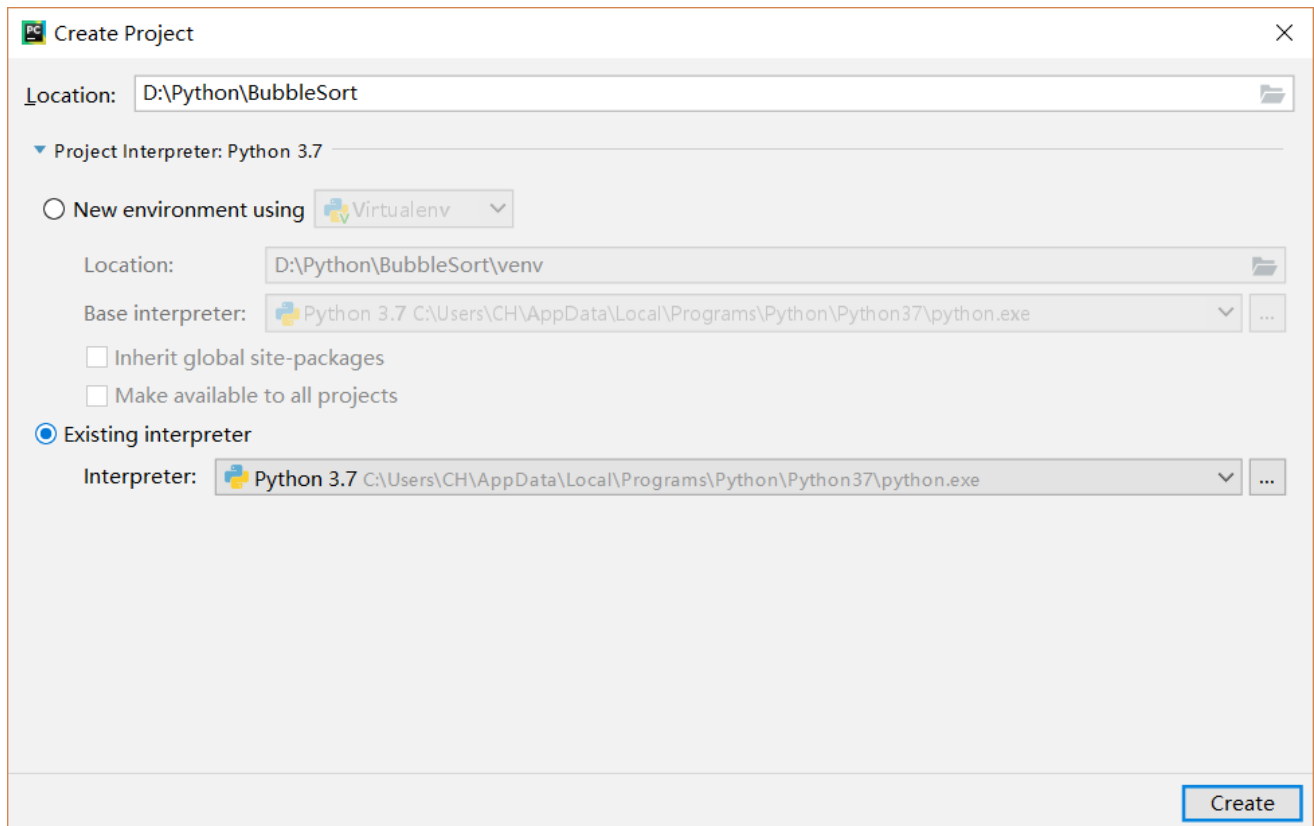 PC Create Project
Location: D:\Python\BubbleSort
Project Interpreter: Python 3.7
New environment using Virtualenv
Location: D:\Python\BubbleSort\venv
Base interpreter: Python 3.7 C:\Users\CH\AppData\Local\Programs\Python\Python37\python.exe ...
Inherit global site-packages
Make available to all projects
Existing interpreter
Interpreter: Python 3.7 C:\Users\CH\AppData\Local\Programs\Python\Python37\python.exe ...
Create